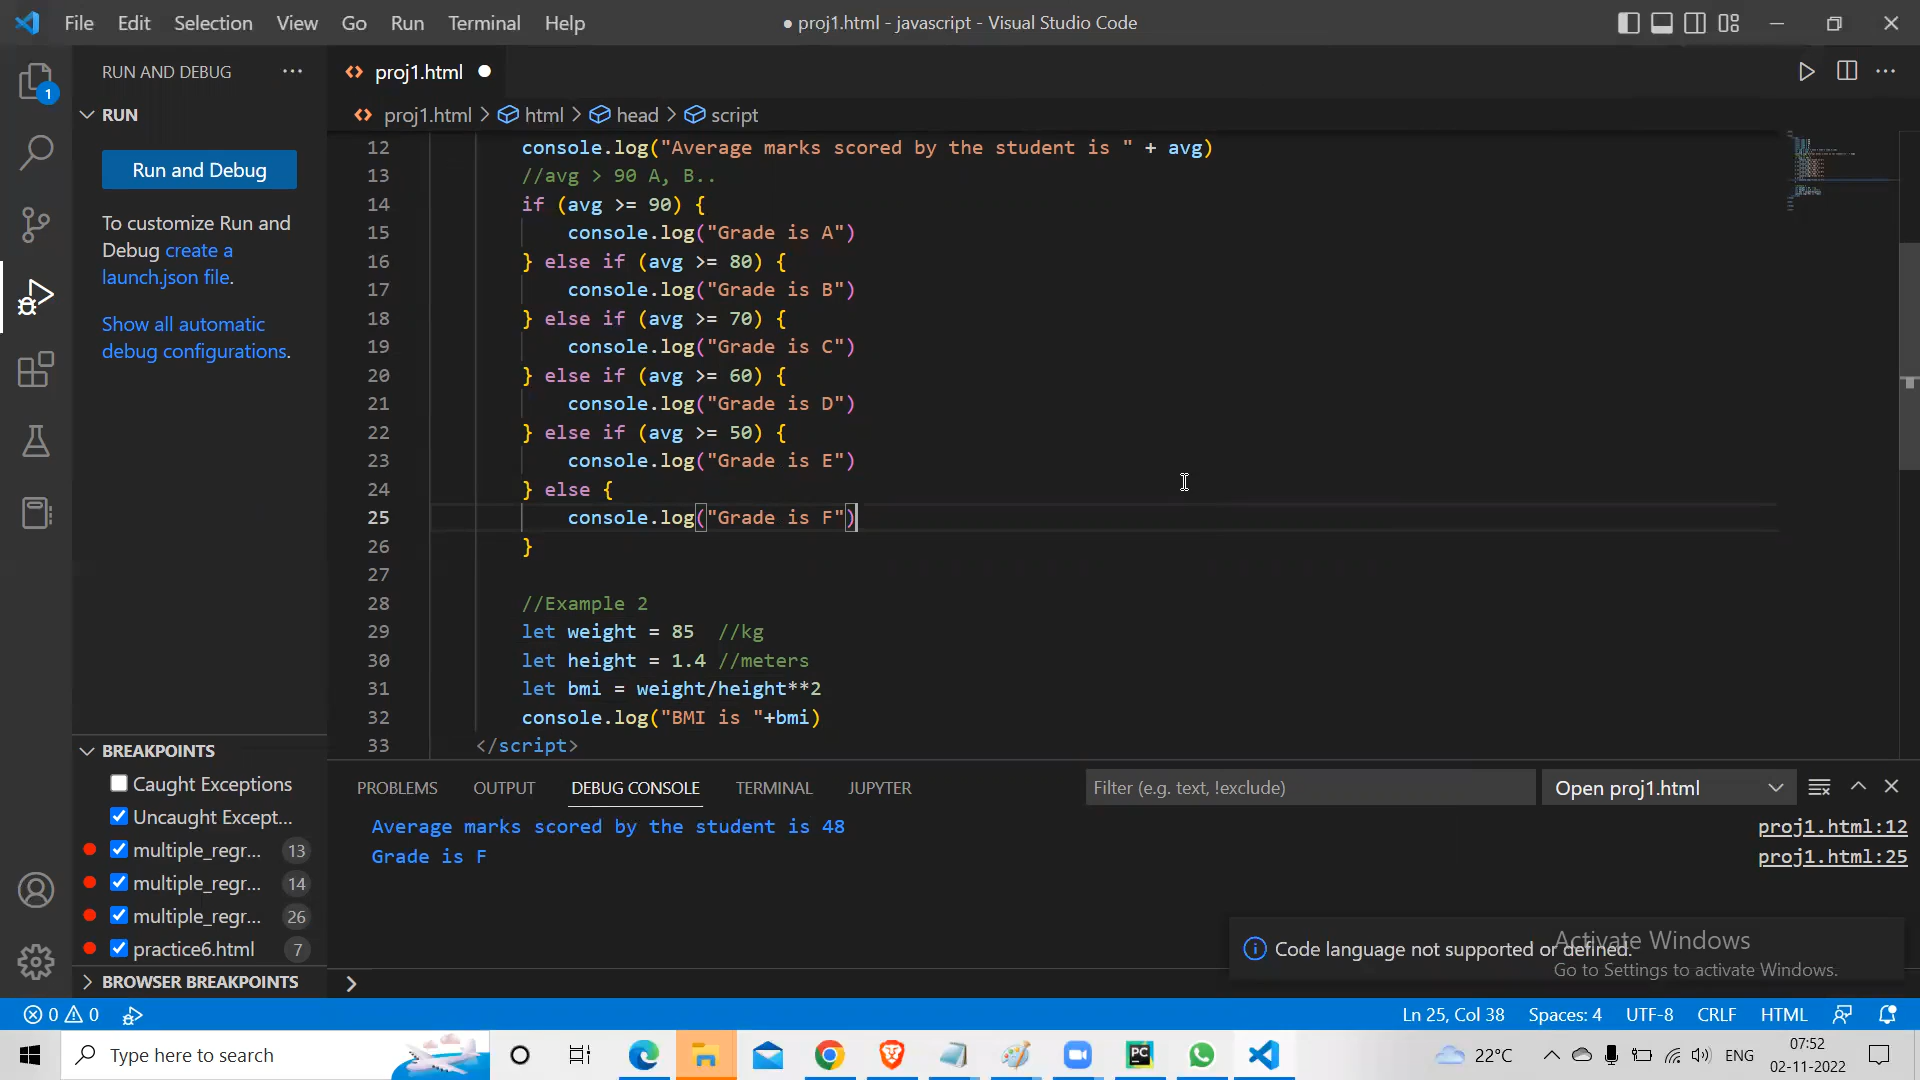 File Edit Selection View Go Run Terminal Help
● proj1.html - javascript - Visual Studio Code
1
RUN AND DEBUG
RUN
Run and Debug
To customize Run and
Debug create a
launch.json file.
Show all automatic
debug configurations.
BREAKPOINTS
Caught Exceptions
Uncaught Except...
multiple_regr... 13
multiple_regr... 14
multiple_regr... 26
practice6.html 7
BROWSER BREAKPOINTS
proj1.html
proj1.html > html > head > script
12 console.log("Average marks scored by the student is " + avg)
13 //avg > 90 A, B..
14 if (avg >= 90) {
15 console.log("Grade is A")
16 } else if (avg >= 80) {
17 console.log("Grade is B")
18 } else if (avg >= 70) {
19 console.log("Grade is C")
20 } else if (avg >= 60) {
21 console.log("Grade is D")
22 } else if (avg >= 50) {
23 console.log("Grade is E")
24 } else {
25 console.log("Grade is F")
26 }
27
28 //Example 2
29 let weight = 85 //kg
30 let height = 1.4 //meters
31 let bmi = weight/height**2
32 console.log("BMI is "+bmi)
33 </script>
PROBLEMS OUTPUT DEBUG CONSOLE TERMINAL JUPYTER
Filter (e.g. text, !exclude)
Open proj1.html
Average marks scored by the student is 48 proj1.html:12
Grade is F proj1.html:25
Code language not supported or defined.
Activate Windows
Go to Settings to activate Windows.
0 0
Ln 25, Col 38 Spaces: 4 UTF-8 CRLF HTML
Type here to search
PC
22°C
ENG
07:52
02-11-2022